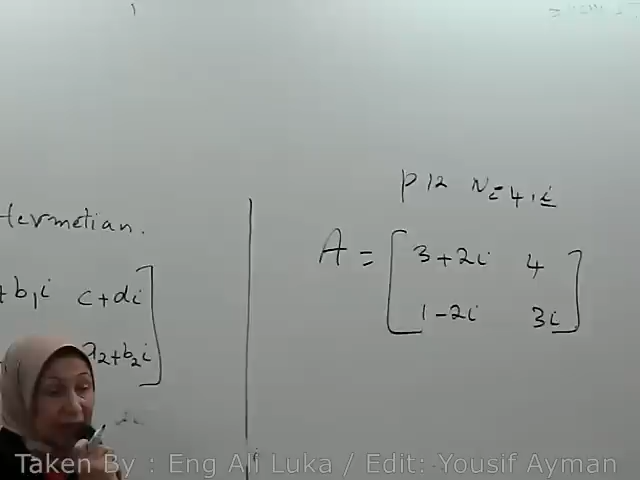 Hermetian.
+ b₁i c + di
a₂ + b₂i
P 12 N = 4, i
A = [ 3 + 2i 4
1 - 2i 3i ]
Taken By : Eng Ali Luka / Edit: Yousif Ayman